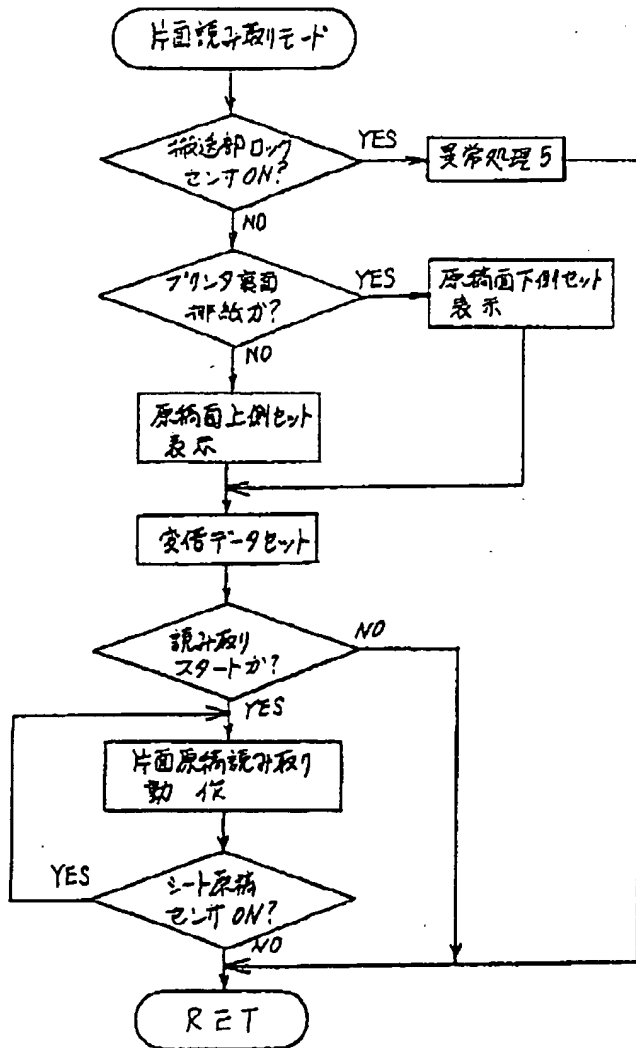 片面読み取りモード
搬送部ロック
センサON?
YES
異常処理5
NO
プリンタ裏面
排紙か?
YES
原稿面下側セット
表示
NO
原稿面上側セット
表示
変倍データセット
読み取り
スタートか?
NO
YES
片面原稿読み取り
動 作
シート原稿
センサON?
YES
NO
RET